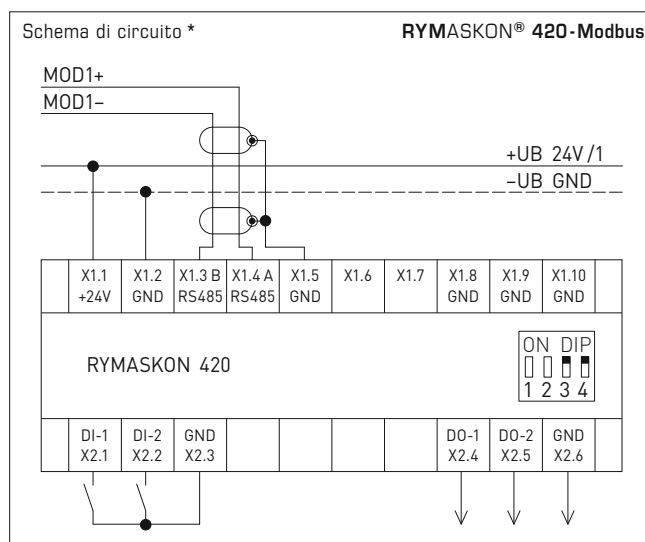 Schema di circuito * RYMASKON® 420-Modbus
MOD1+
MOD1–
+UB 24V/1
–UB GND
X1.1 X1.2 X1.3 B X1.4 A X1.5 X1.6 X1.7 X1.8 X1.9 X1.10
+24V GND RS485 RS485 GND GND GND GND
RYMASKON 420
ON DIP
1 2 3 4
DI-1 DI-2 GND DO-1 DO-2 GND
X2.1 X2.2 X2.3 X2.4 X2.5 X2.6